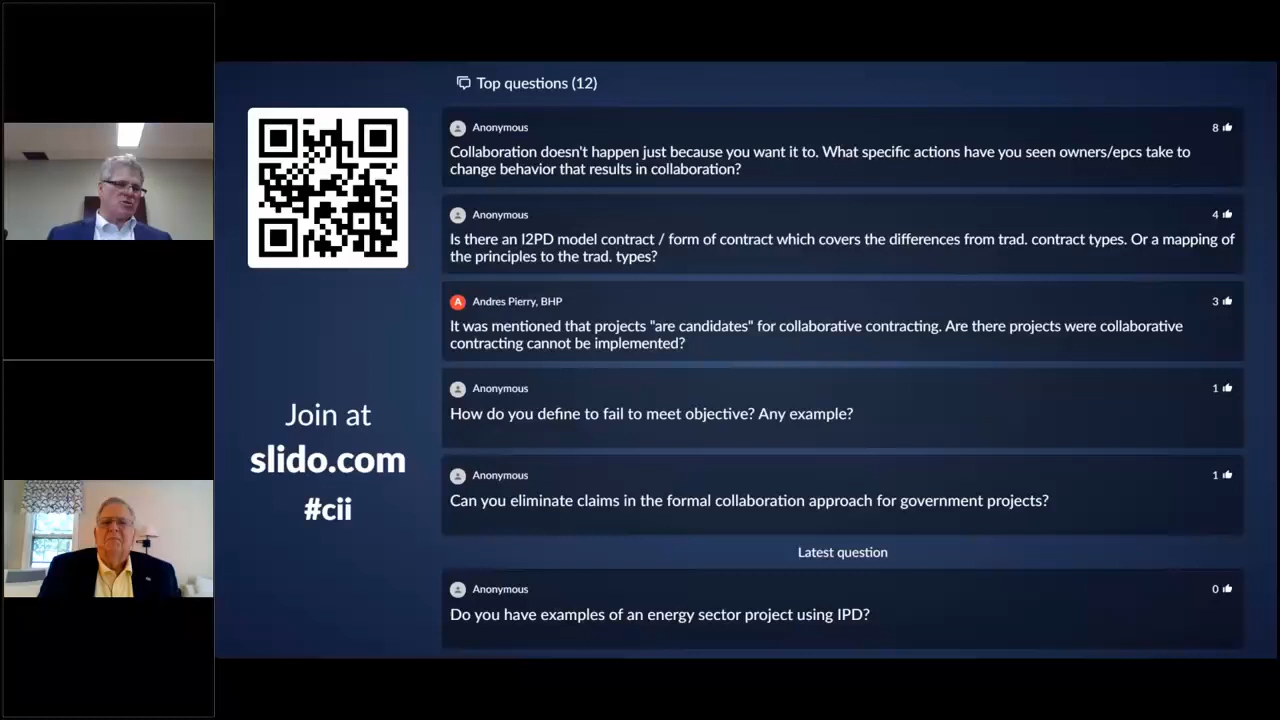 Top questions (12)
Anonymous
8
Collaboration doesn't happen just because you want it to. What specific actions have you seen owners/epcs take to
change behavior that results in collaboration?
Anonymous
4
Is there an I2PD model contract / form of contract which covers the differences from trad. contract types. Or a mapping of
the principles to the trad. types?
A
Andres Pierry, BHP
3
It was mentioned that projects "are candidates" for collaborative contracting. Are there projects were collaborative
contracting cannot be implemented?
Anonymous
1
How do you define to fail to meet objective? Any example?
Anonymous
1
Can you eliminate claims in the formal collaboration approach for government projects?
Latest question
Anonymous
0
Do you have examples of an energy sector project using IPD?
Join at
slido.com
#cii